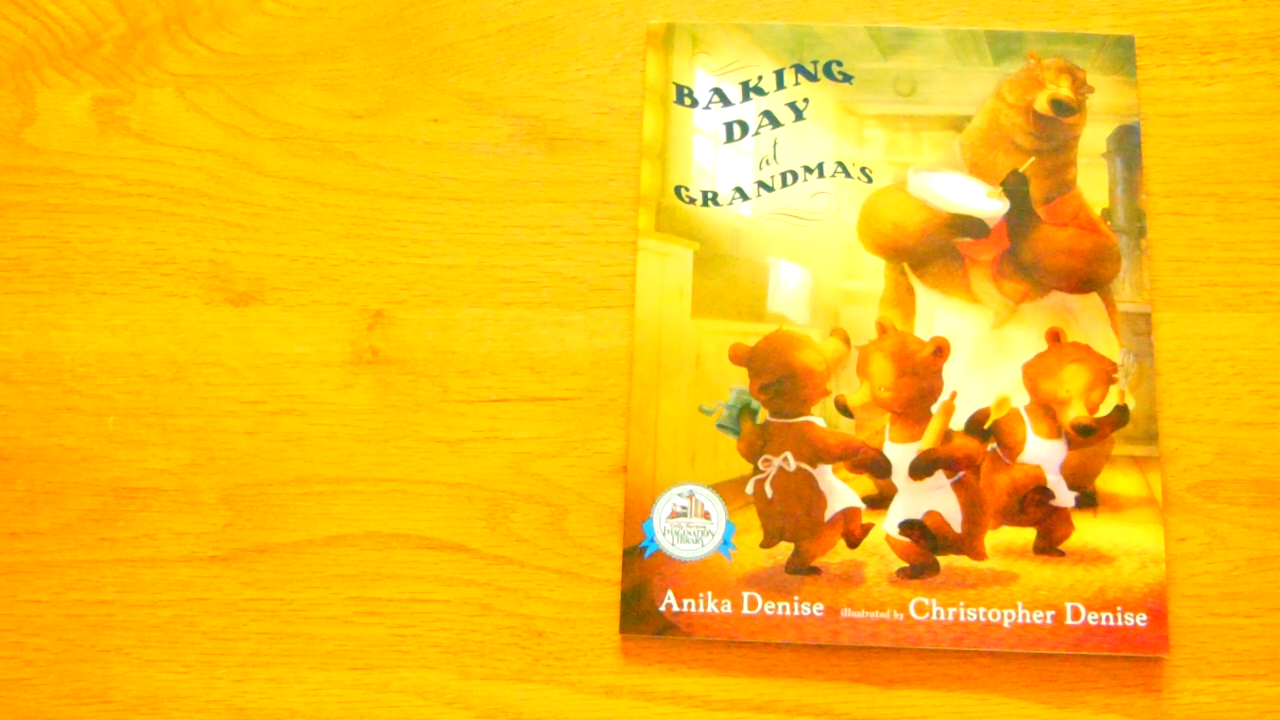 BAKING
DAY
at
GRANDMA'S
IMAGINATION
LIBRARY
Anika Denise illustrated by Christopher Denise